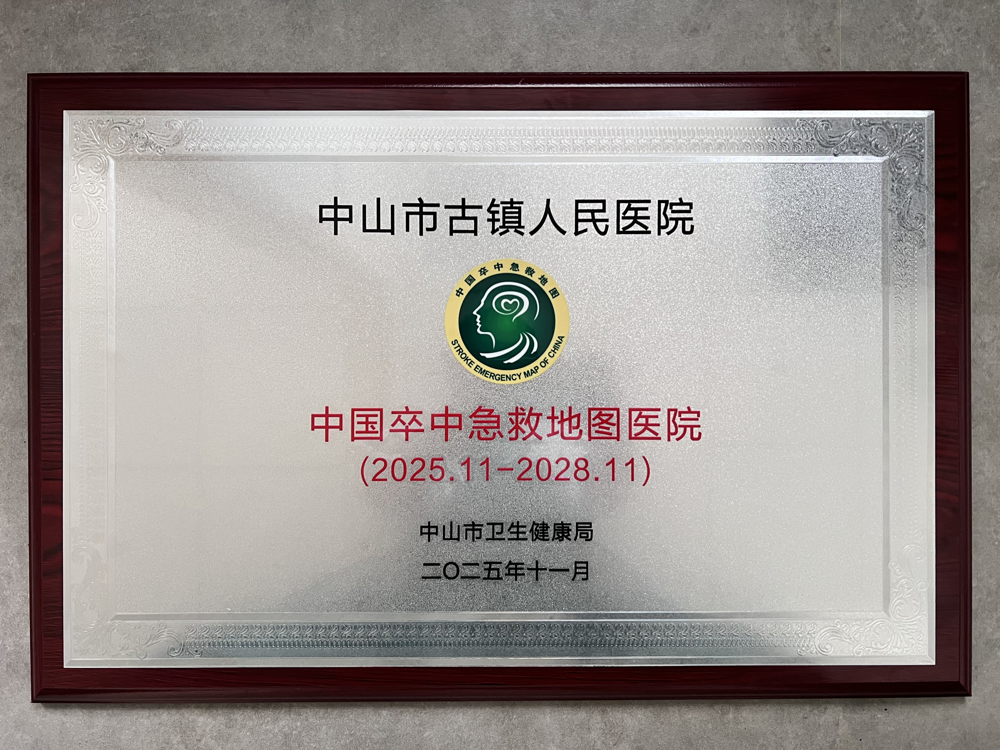 中山市古镇人民医院
中国卒中急救地图
STROKE EMERGENCY MAP OF CHINA
中国卒中急救地图医院
(2025.11-2028.11)
中山市卫生健康局
二〇二五年十一月